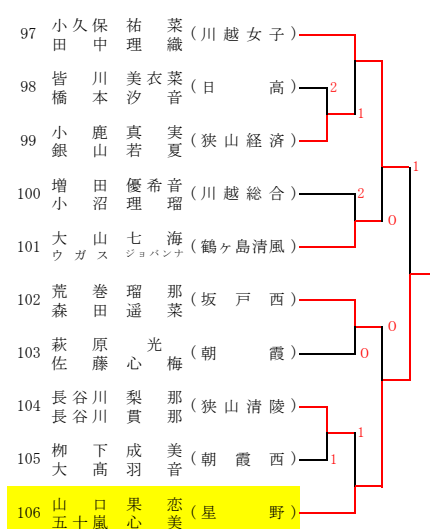 97 小久保 祐菜 (川越女子)
田中理織
98 皆川 美衣菜 (日高) 2
橋本汐音
1
99 小鹿真実 (狭山経済)
銀山若夏
1
100 増田 優希音 (川越総合) 2
小沼理瑠
0
101 大山七海 (鶴ヶ島清風)
ウガス ジョバンナ
102 荒巻瑠那 (坂戸西)
森田遥菜
0
103 萩原 光 (朝霞) 0
佐藤心梅
104 長谷川 梨那 (狭山清陵)
長谷川 貫那
1
105 栁下成美 (朝霞西) 1
大髙羽音
106 山口果恋 (星野)
五十嵐 心美